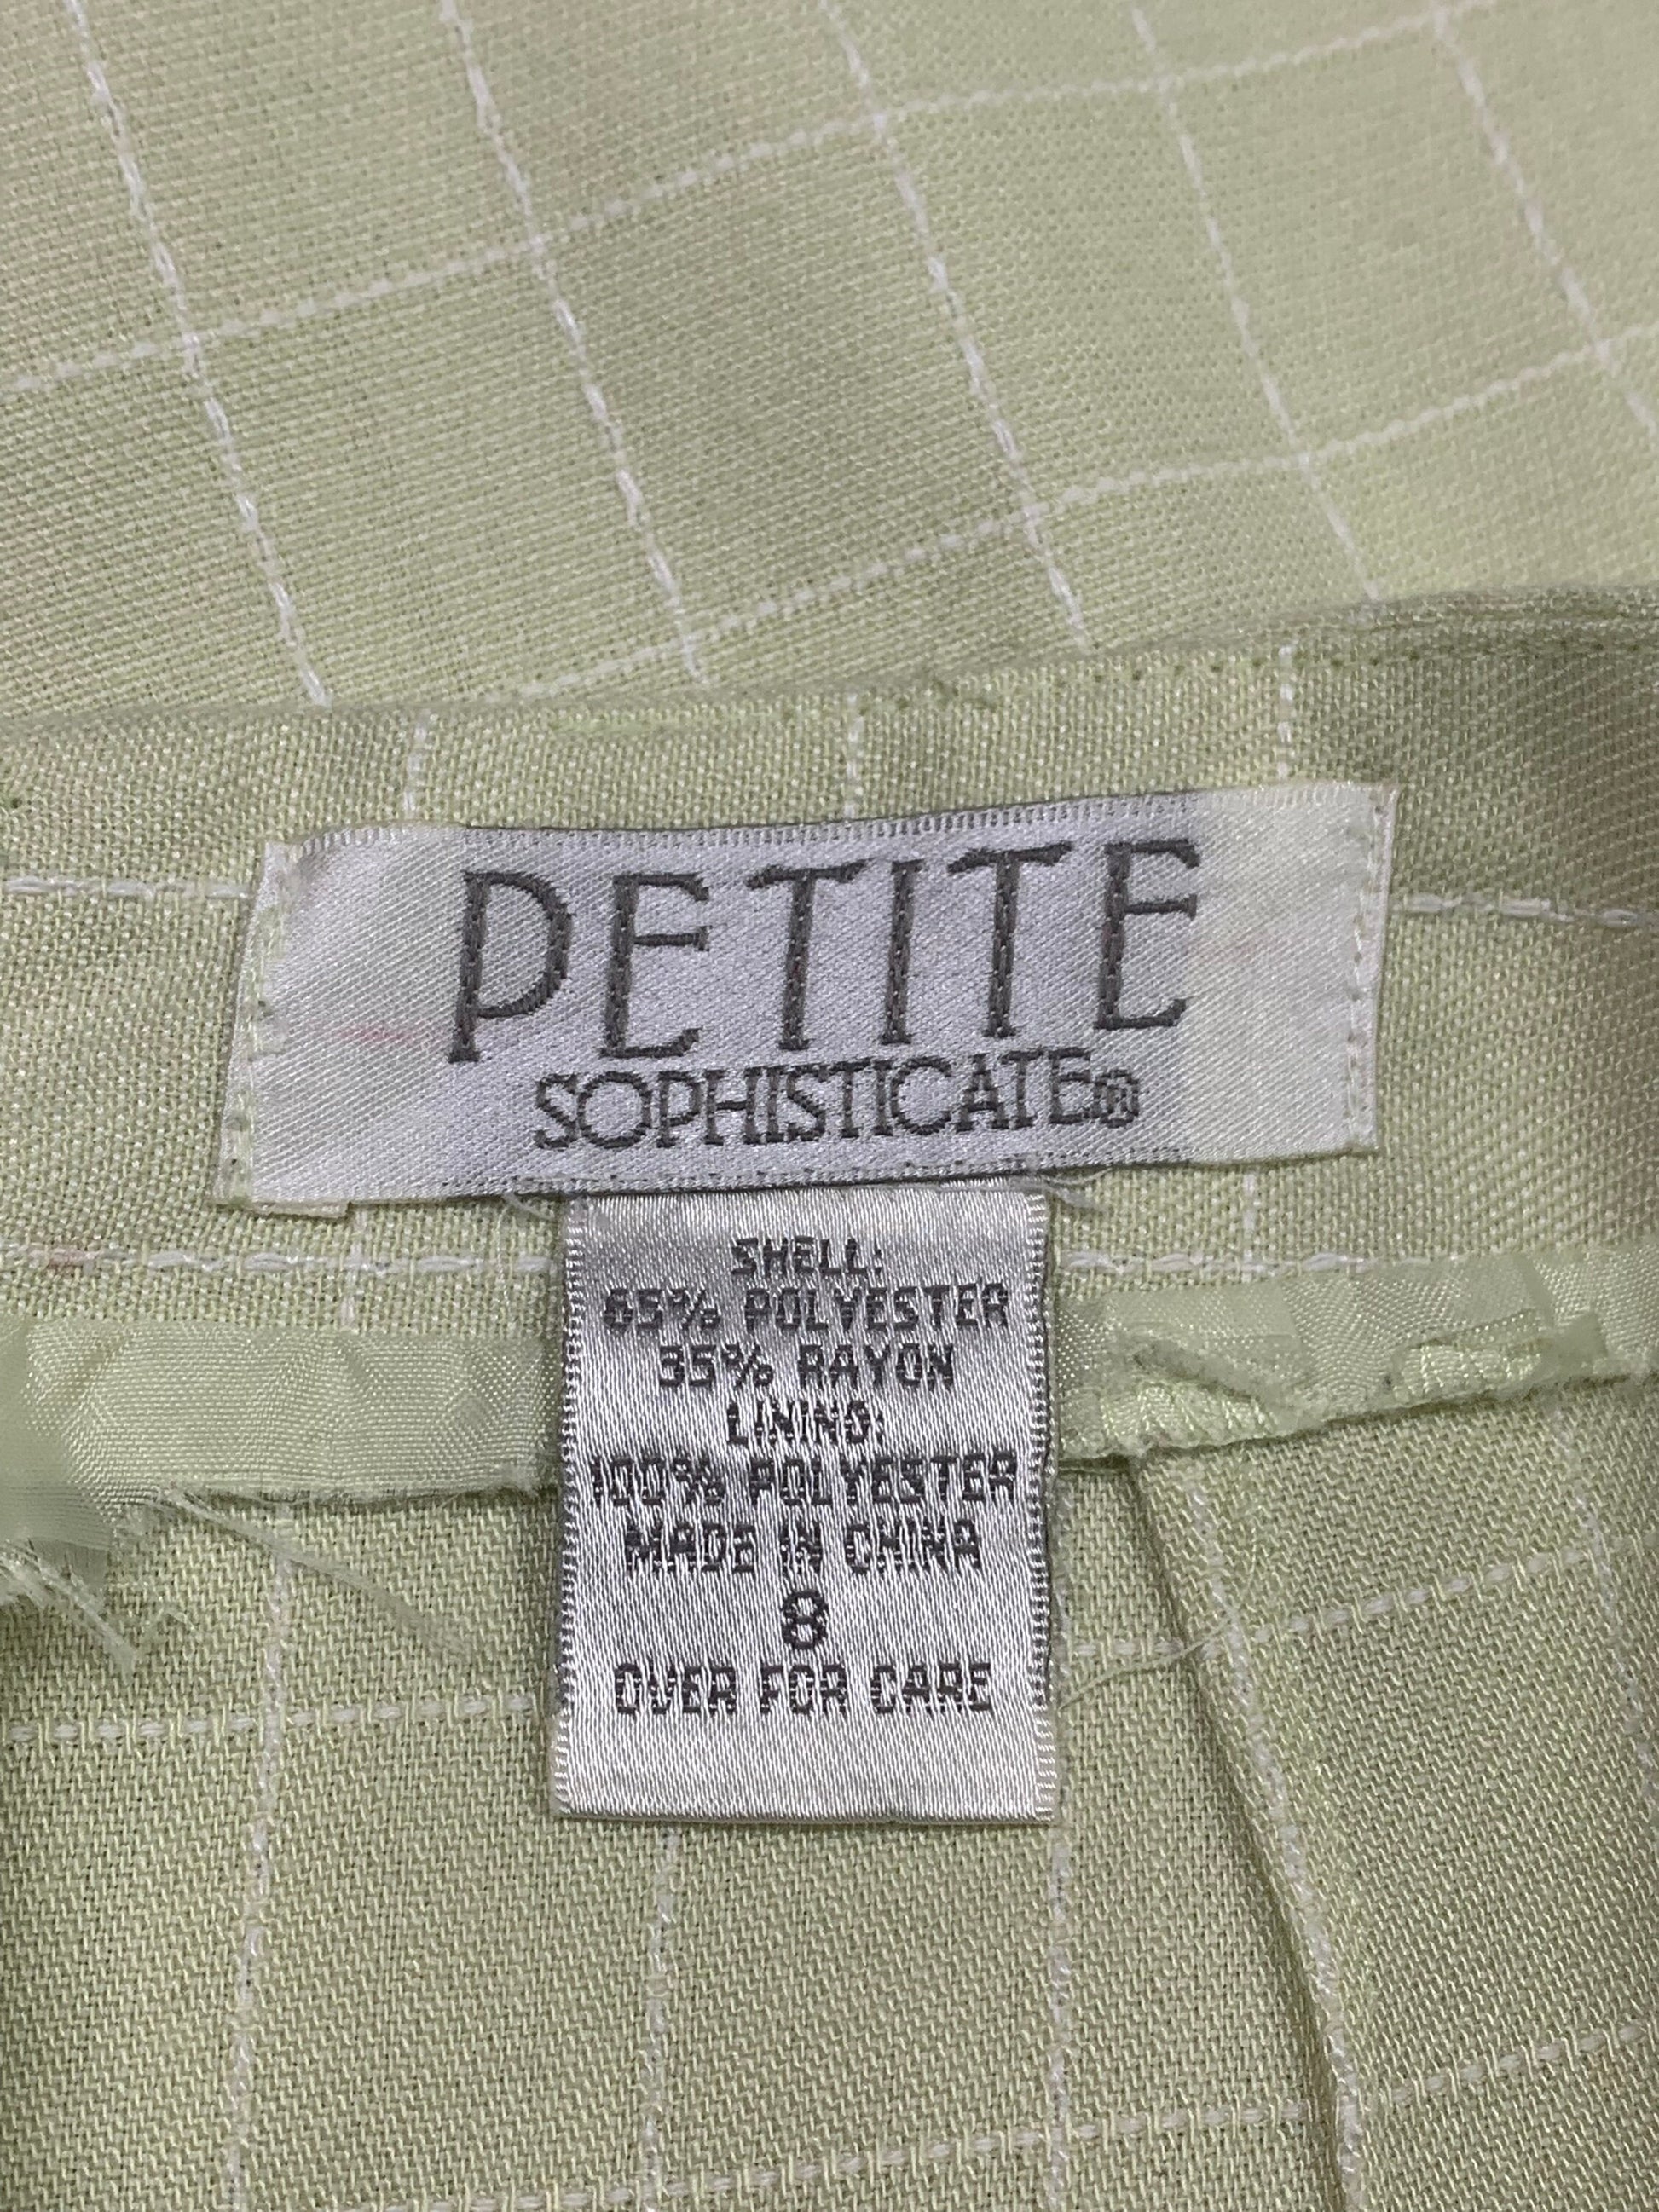 PETITE
SOPHISTICATE®
SHELL:
65% POLYESTER
35% RAYON
LINING:
100% POLYESTER
MADE IN CHINA
8
OVER FOR CARE